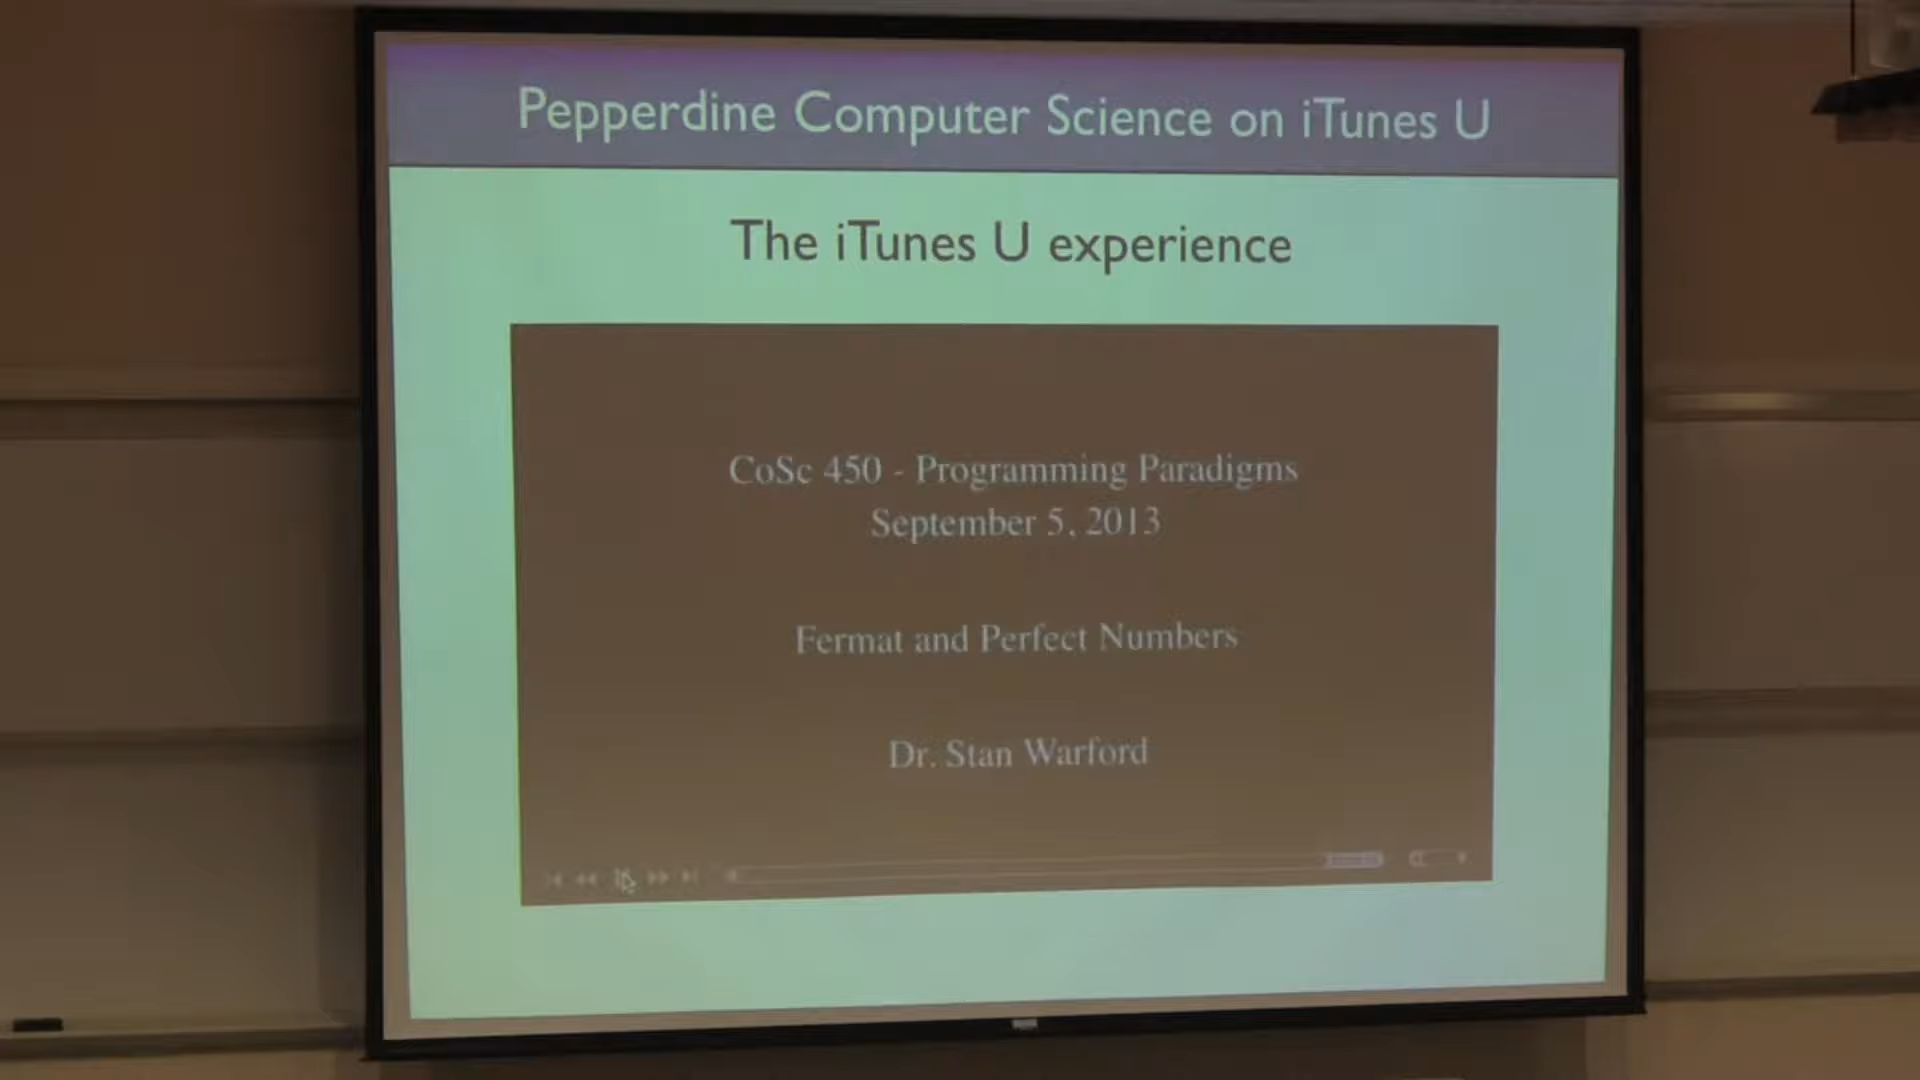 Pepperdine Computer Science on iTunes U
The iTunes U experience
CoSc 450 - Programming Paradigms
September 5, 2013
Fermat and Perfect Numbers
Dr. Stan Warford